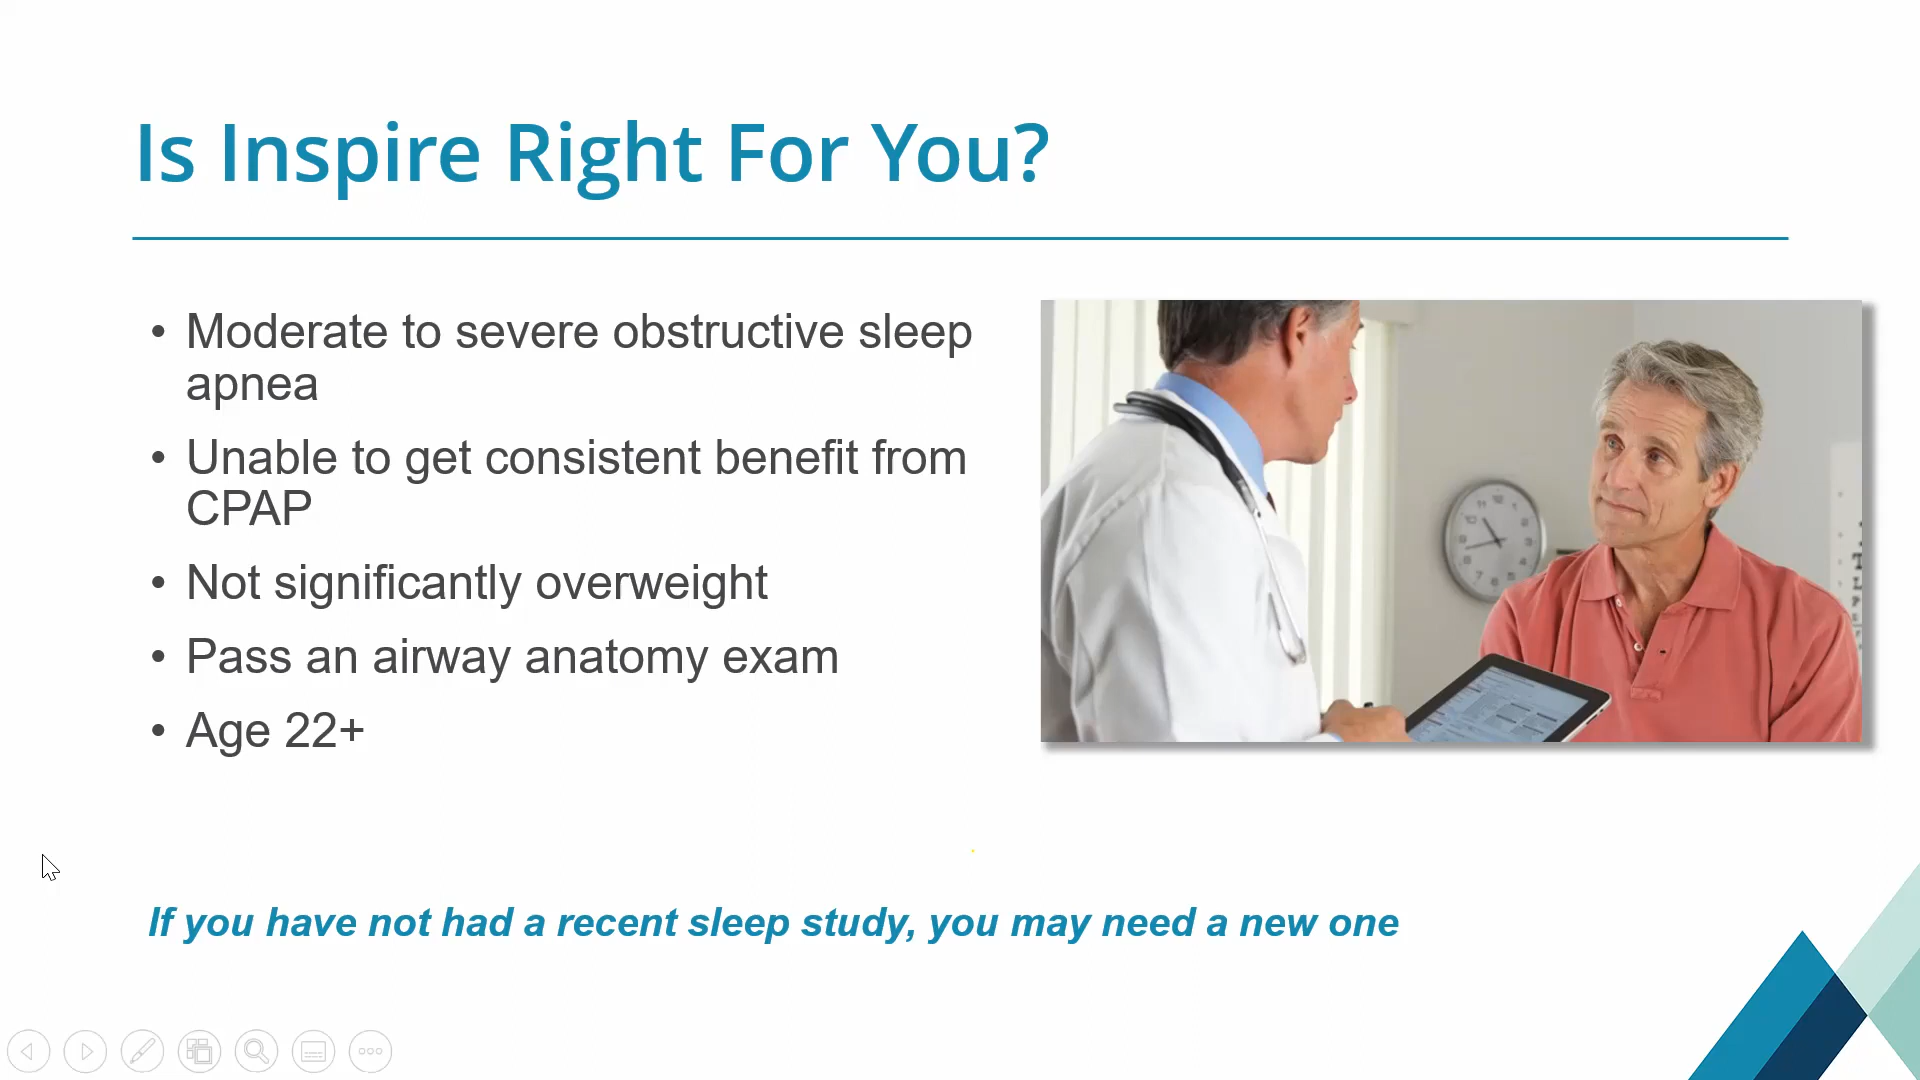 Is Inspire Right For You?
• Moderate to severe obstructive sleep
apnea
• Unable to get consistent benefit from
CPAP
• Not significantly overweight
• Pass an airway anatomy exam
• Age 22+
If you have not had a recent sleep study, you may need a new one